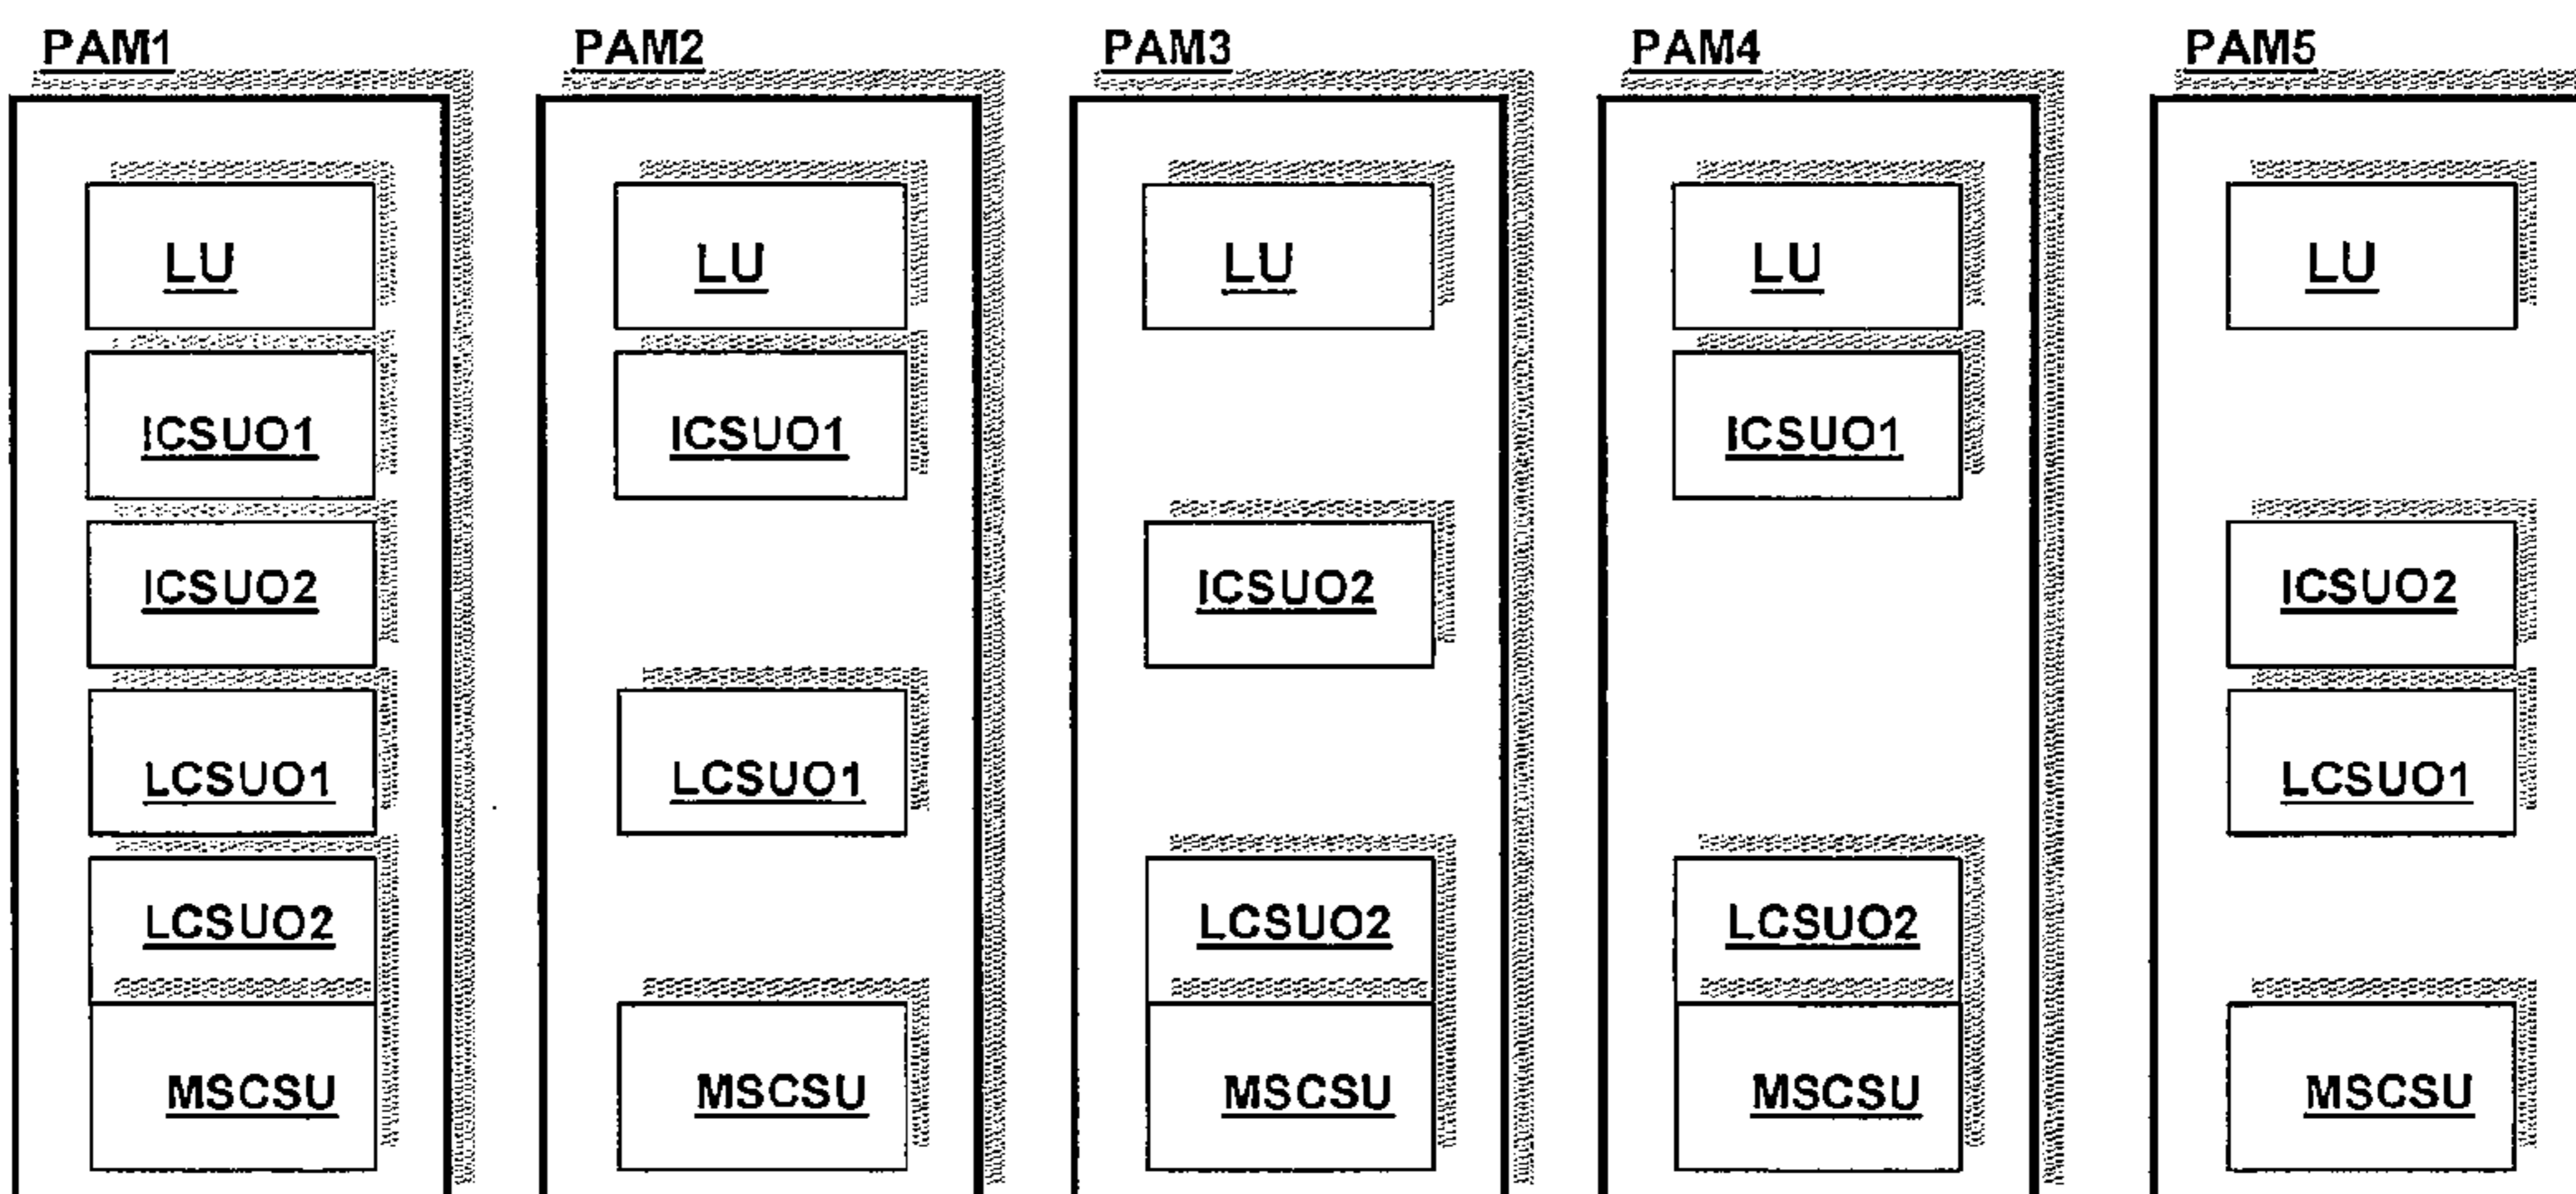 PAM1 PAM2 PAM3 PAM4 PAM5
LU LU LU LU LU
ICSUO1 ICSUO1 ICSUO1
ICSUO2 ICSUO2 ICSUO2
LCSUO1 LCSUO1 LCSUO1
LCSUO2 LCSUO2 LCSUO2
MSCSU MSCSU MSCSU MSCSU MSCSU